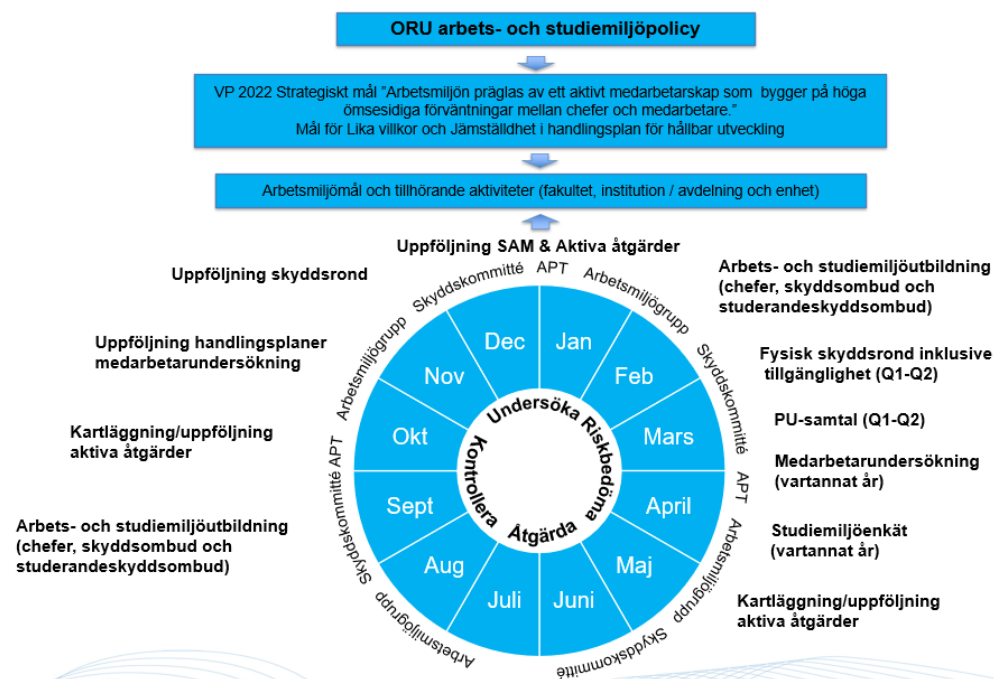 ORU arbets- och studiemiljöpolicy
VP 2022 Strategiskt mål ”Arbetsmiljön präglas av ett aktivt medarbetarskap som bygger på höga
ömsesidiga förväntningar mellan chefer och medarbetare.”
Mål för Lika villkor och Jämställdhet i handlingsplan för hållbar utveckling
Arbetsmiljömål och tillhörande aktiviteter (fakultet, institution / avdelning och enhet)
Uppföljning SAM & Aktiva åtgärder
Uppföljning skyddsrond
Uppföljning handlingsplaner
medarbetarundersökning
Kartläggning/uppföljning
aktiva åtgärder
Arbets- och studiemiljöutbildning
(chefer, skyddsombud och
studerandeskyddsombud)
APT
Arbetsmiljögrupp
Skyddskommitté
APT
Arbetsmiljögrupp
Skyddskommitté
Arbetsmiljögrupp
Skyddskommitté
APT
Arbetsmiljögrupp
Skyddskommitté
Jan
Feb
Mars
April
Maj
Juni
Juli
Aug
Sept
Okt
Nov
Dec
Undersöka
Riskbedöma
Åtgärda
Kontrollera
Arbets- och studiemiljöutbildning
(chefer, skyddsombud och
studerandeskyddsombud)
Fysisk skyddsrond inklusive
tillgänglighet (Q1-Q2)
PU-samtal (Q1-Q2)
Medarbetarundersökning
(vartannat år)
Studiemiljöenkät
(vartannat år)
Kartläggning/uppföljning
aktiva åtgärder